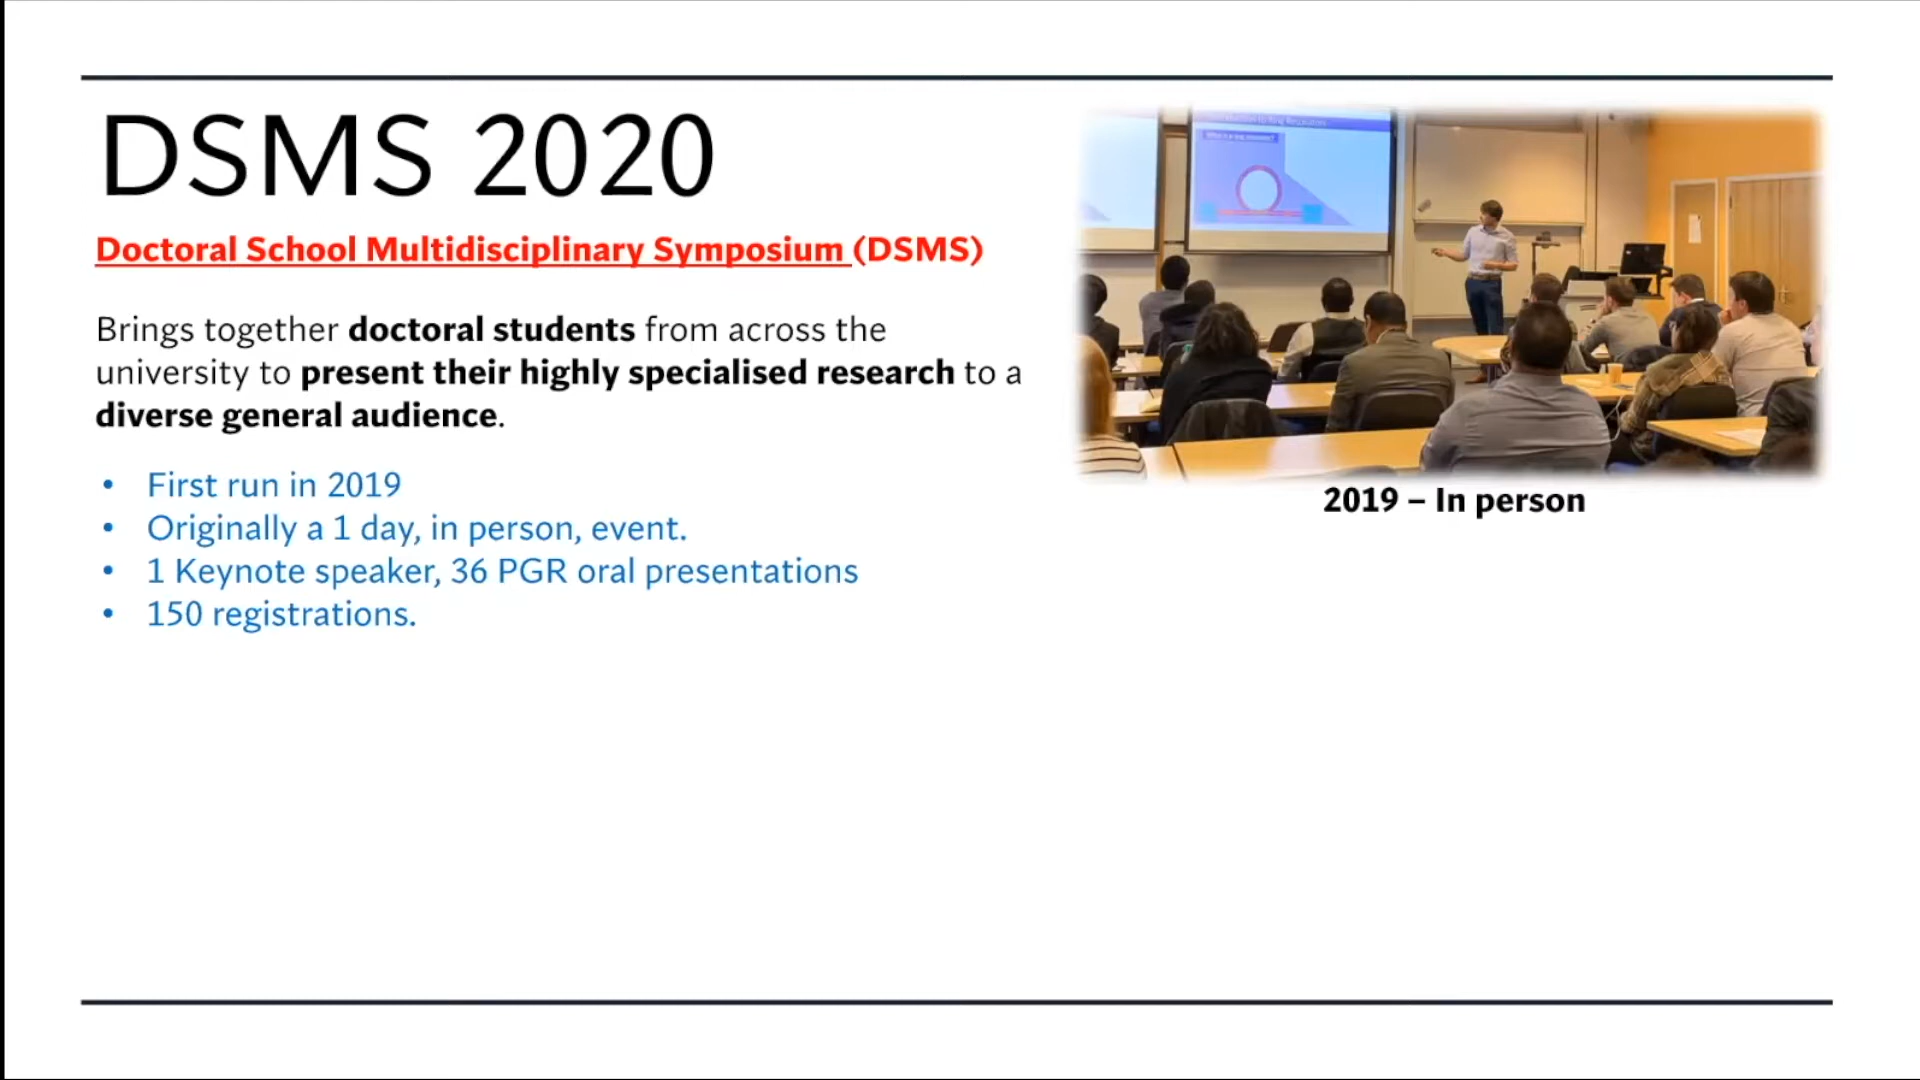 DSMS 2020
Doctoral School Multidisciplinary Symposium (DSMS)
Brings together doctoral students from across the
university to present their highly specialised research to a
diverse general audience.
• First run in 2019
• Originally a 1 day, in person, event.
• 1 Keynote speaker, 36 PGR oral presentations
• 150 registrations.
2019 – In person